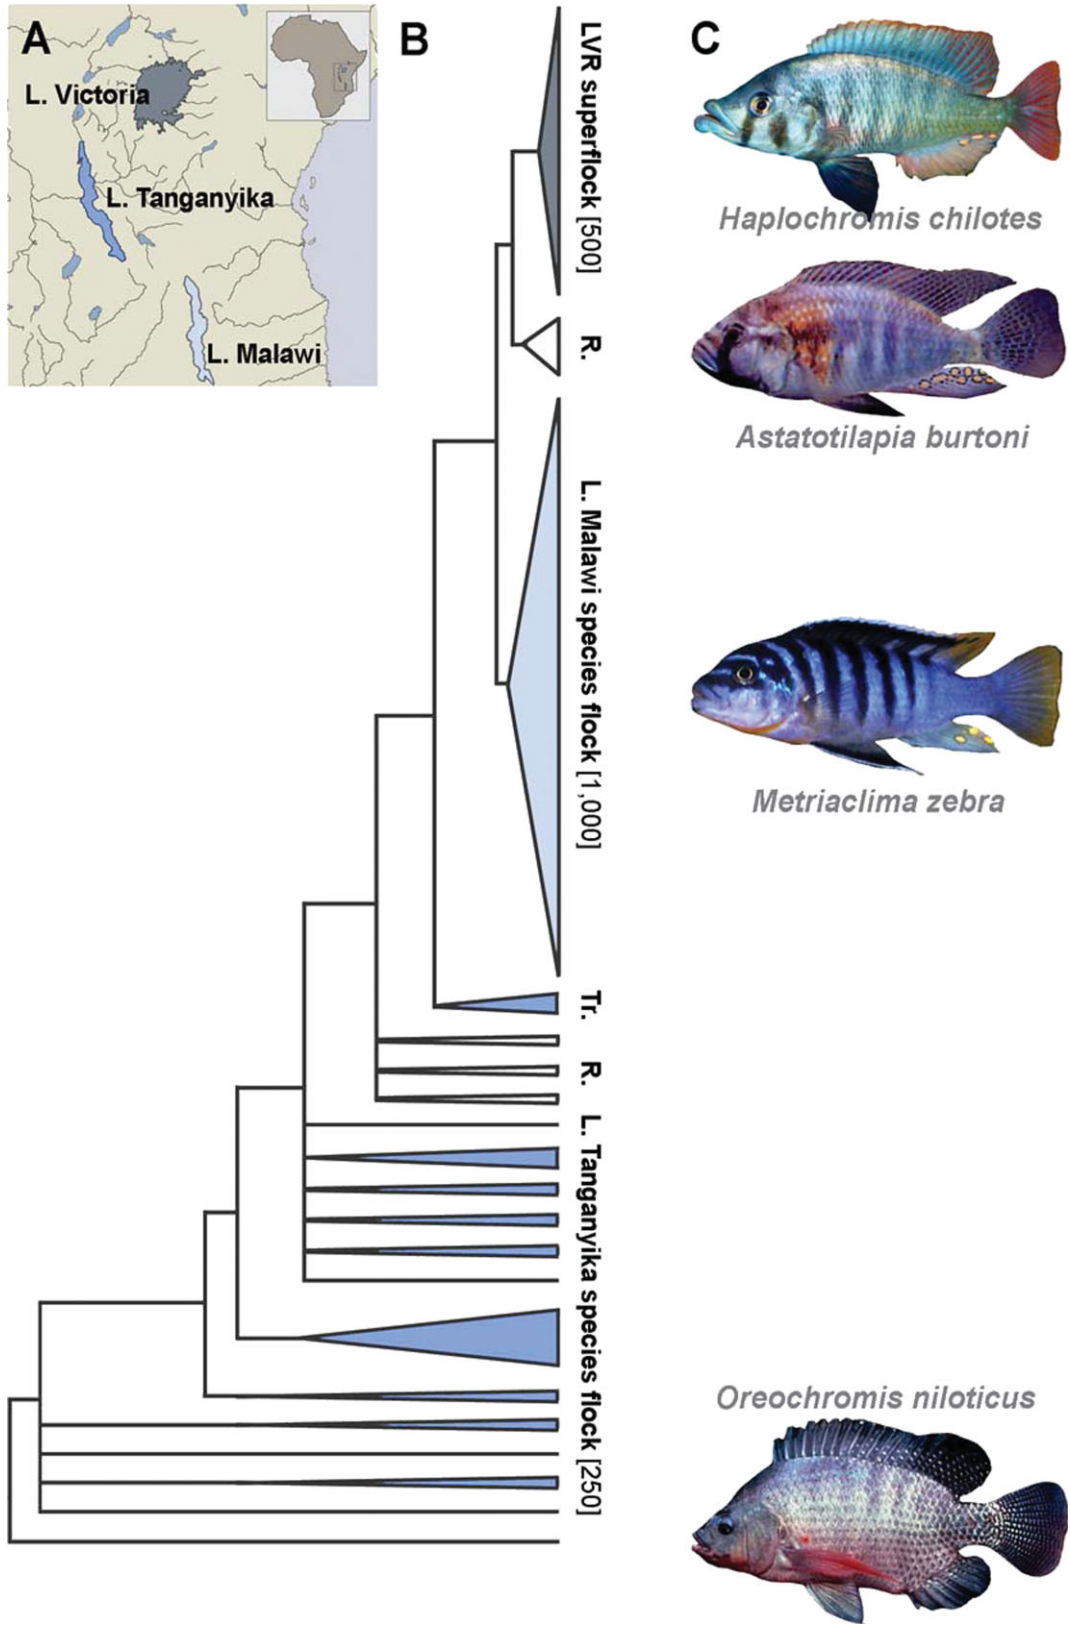 A
L. Victoria
L. Tanganyika
L. Malawi
B
LVR superflock [500]
R.
L. Malawi species flock [1,000]
Tr.
R.
L. Tanganyika species flock [250]
C
Haplochromis chilotes
Astatotilapia burtoni
Metriaclima zebra
Oreochromis niloticus